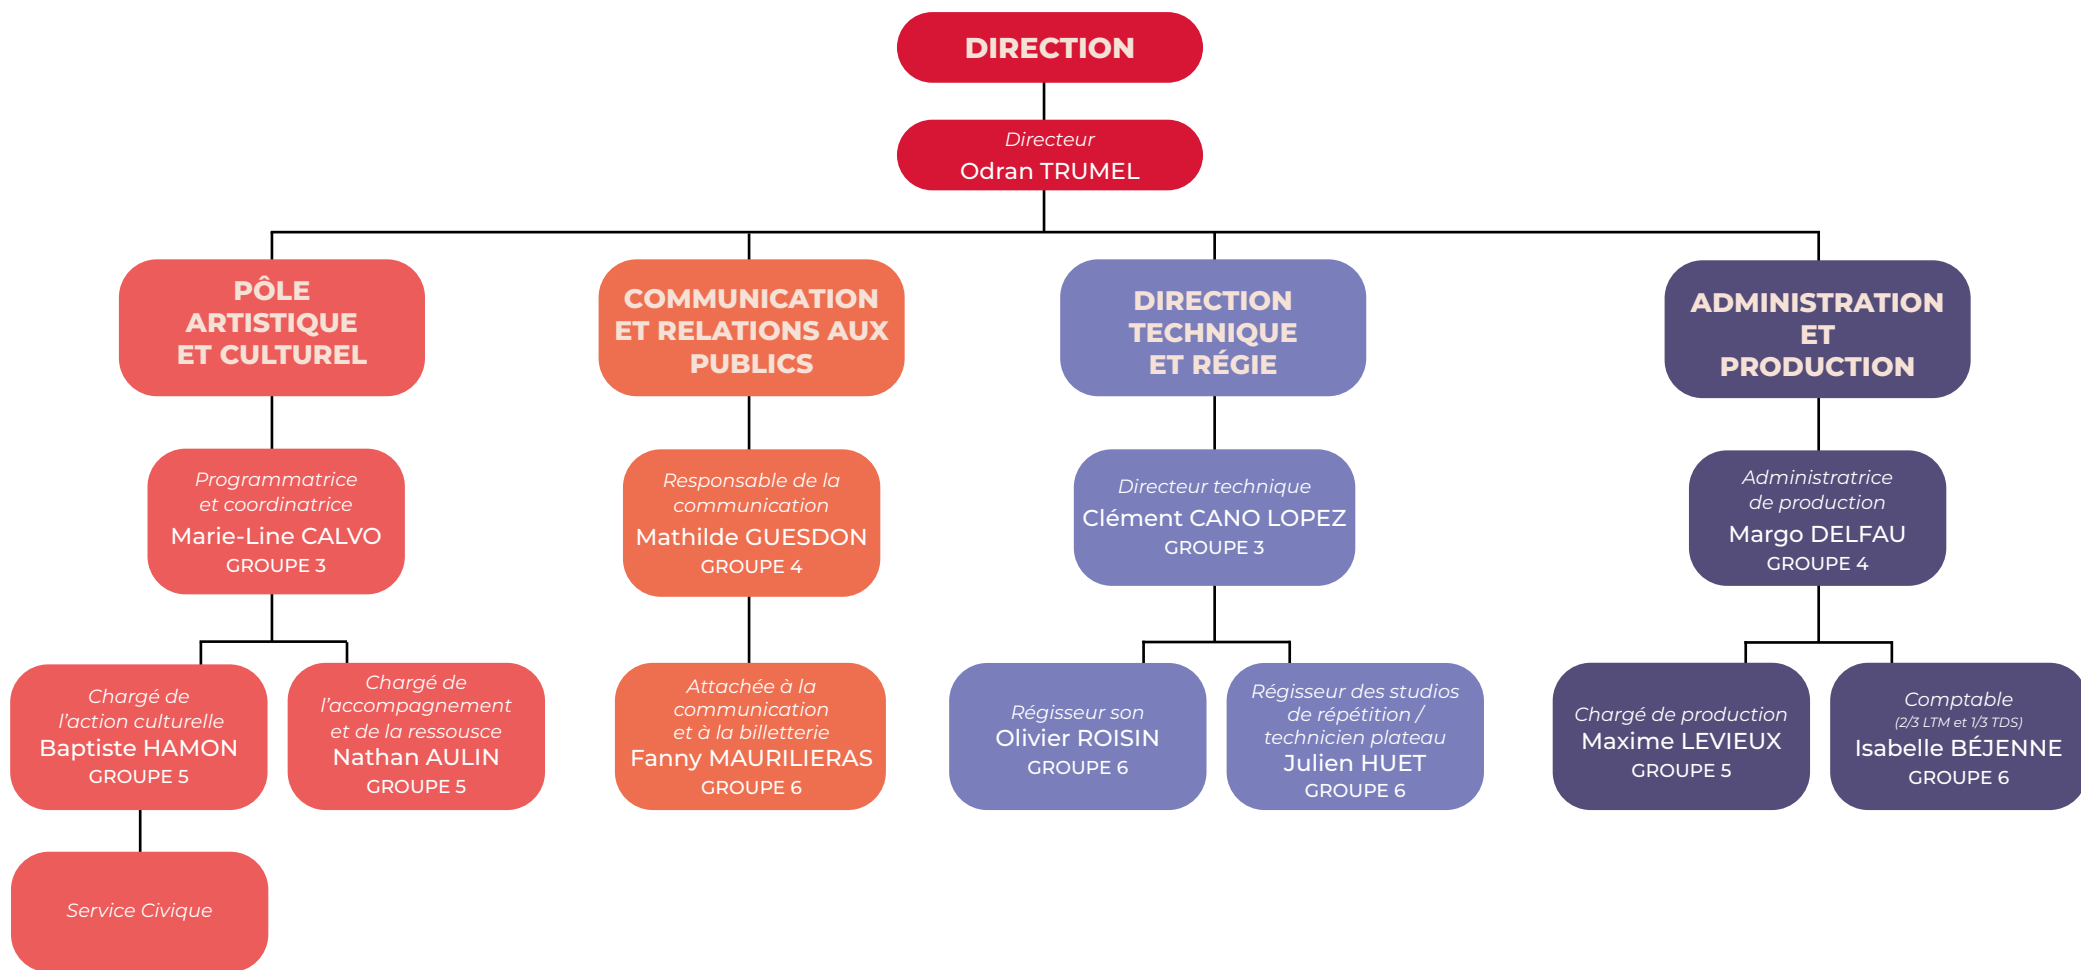 DIRECTION
Directeur
Odran TRUMEL
PÔLE
ARTISTIQUE
ET CULTUREL
COMMUNICATION
ET RELATIONS AUX
PUBLICS
DIRECTION
TECHNIQUE
ET RÉGIE
ADMINISTRATION
ET
PRODUCTION
Programmatrice
et coordinatrice
Marie-Line CALVO
GROUPE 3
Responsable de la
communication
Mathilde GUESDON
GROUPE 4
Directeur technique
Clément CANO LOPEZ
GROUPE 3
Administratrice
de production
Margo DELFAU
GROUPE 4
Chargé de
l’action culturelle
Baptiste HAMON
GROUPE 5
Chargé de
l’accompagnement
et de la ressousce
Nathan AULIN
GROUPE 5
Attachée à la
communication
et à la billetterie
Fanny MAURILIERAS
GROUPE 6
Régisseur son
Olivier ROISIN
GROUPE 6
Régisseur des studios
de répétition /
technicien plateau
Julien HUET
GROUPE 6
Chargé de production
Maxime LEVIEUX
GROUPE 5
Comptable
(2/3 LTM et 1/3 TDS)
Isabelle BÉJENNE
GROUPE 6
Service Civique